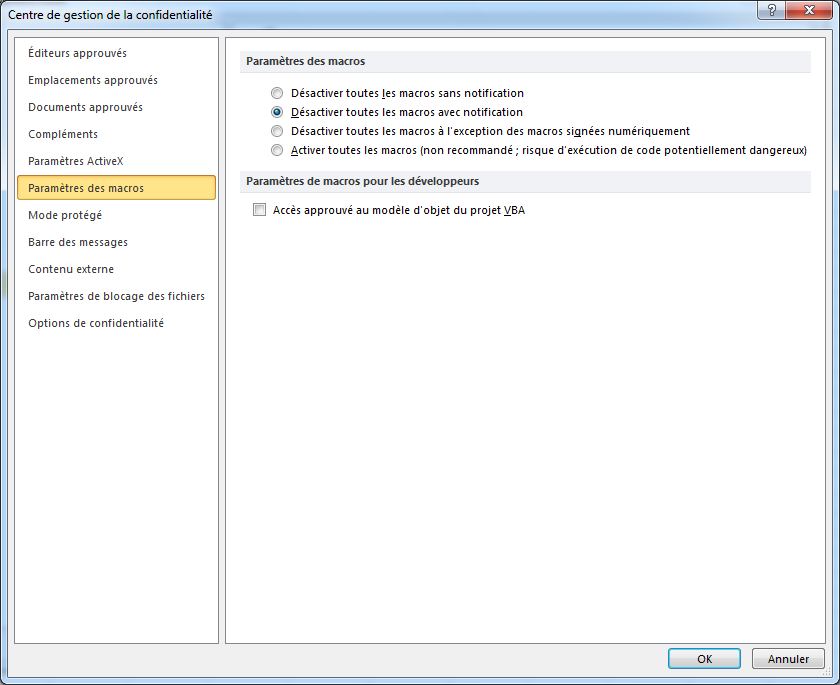 Centre de gestion de la confidentialité
?
Éditeurs approuvés
Emplacements approuvés
Documents approuvés
Compléments
Paramètres ActiveX
Paramètres des macros
Mode protégé
Barre des messages
Contenu externe
Paramètres de blocage des fichiers
Options de confidentialité
Paramètres des macros
Désactiver toutes les macros sans notification
Désactiver toutes les macros avec notification
Désactiver toutes les macros à l'exception des macros signées numériquement
Activer toutes les macros (non recommandé ; risque d'exécution de code potentiellement dangereux)
Paramètres de macros pour les développeurs
Accès approuvé au modèle d'objet du projet VBA
OK
Annuler